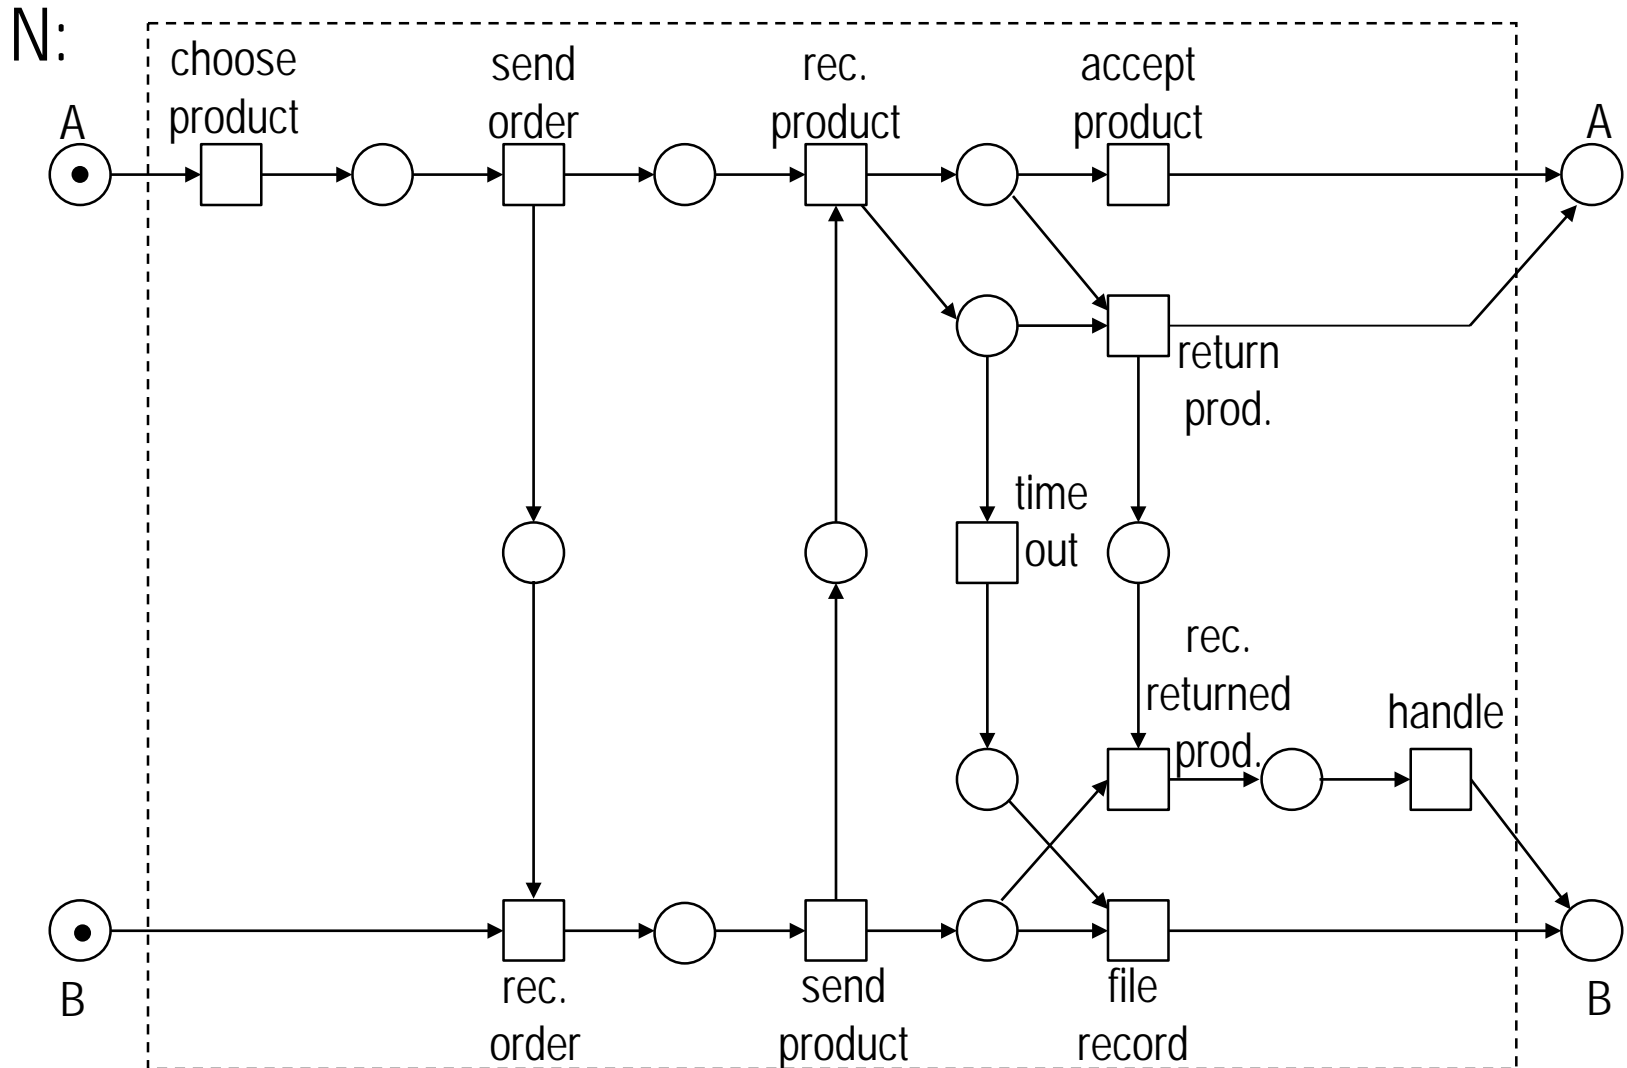 N:
choose
product
send
order
rec.
product
accept
product
A
A
return
prod.
time
out
rec.
returned
prod.
handle
B
rec.
order
send
product
file
record
B